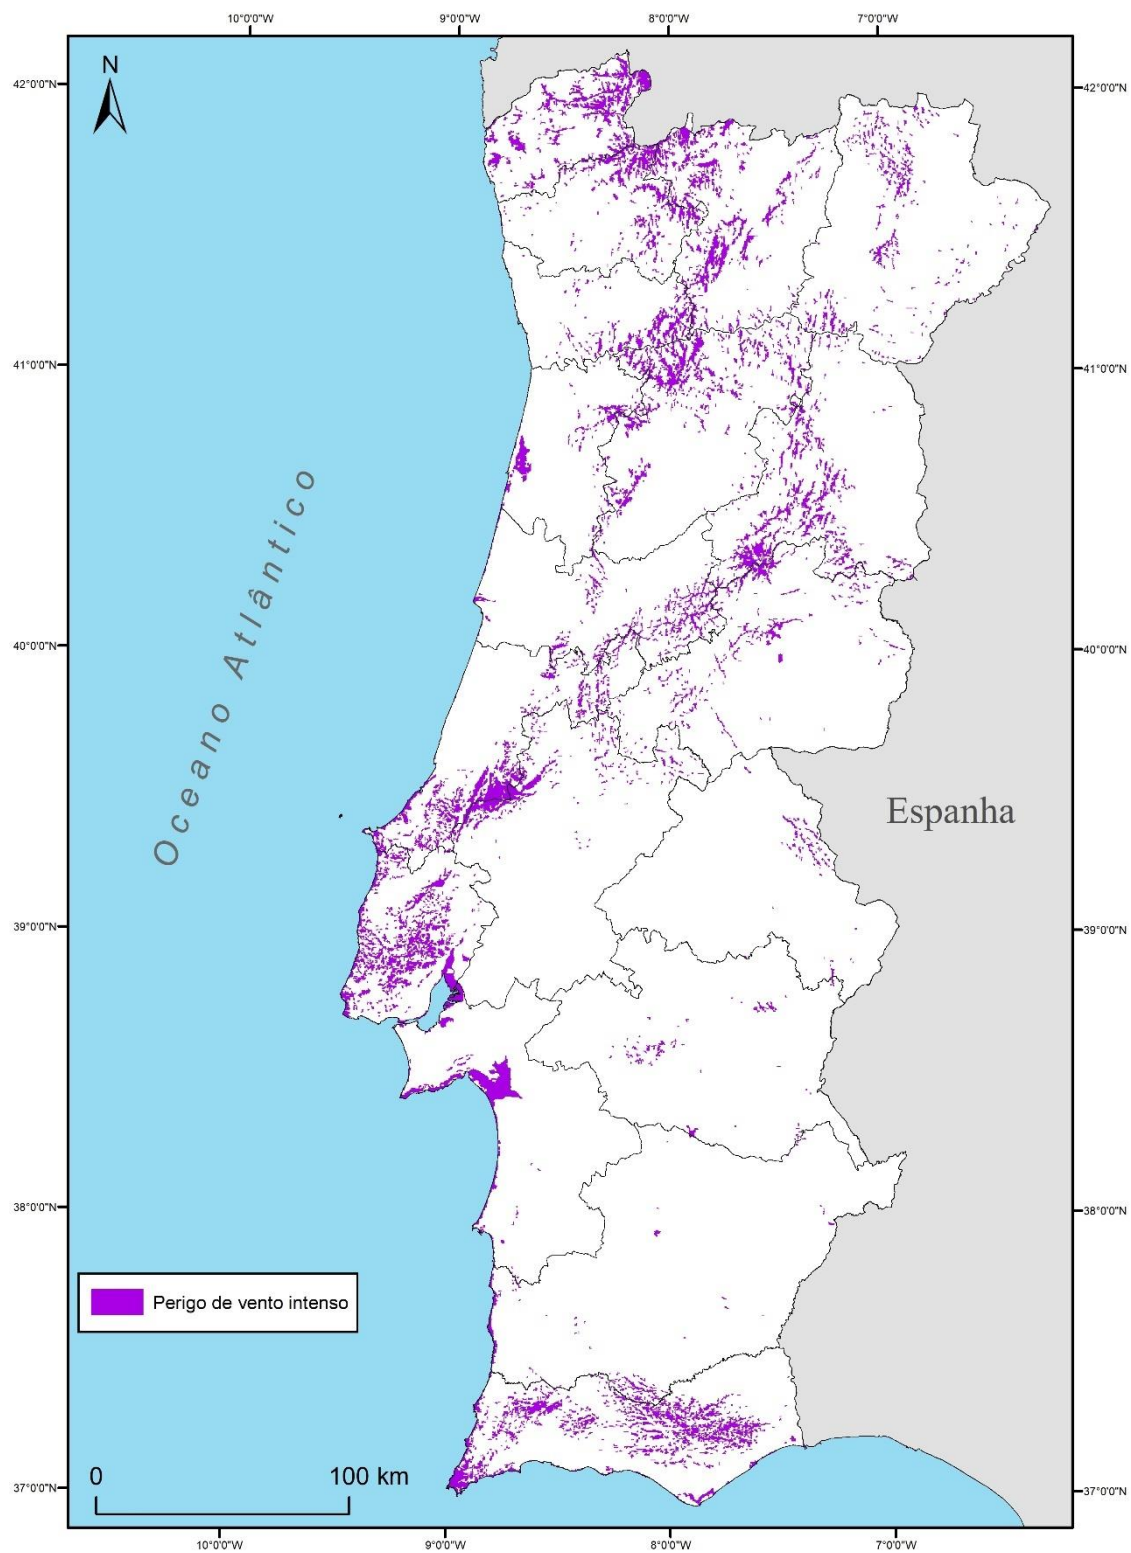 10°0'0"W 9°0'0"W 8°0'0"W 7°0'0"W
N
42°0'0"N 42°0'0"N
41°0'0"N 41°0'0"N
Oceano Atlântico
40°0'0"N 40°0'0"N
Espanha
39°0'0"N 39°0'0"N
38°0'0"N 38°0'0"N
Perigo de vento intenso
0 100 km
37°0'0"N 37°0'0"N
10°0'0"W 9°0'0"W 8°0'0"W 7°0'0"W